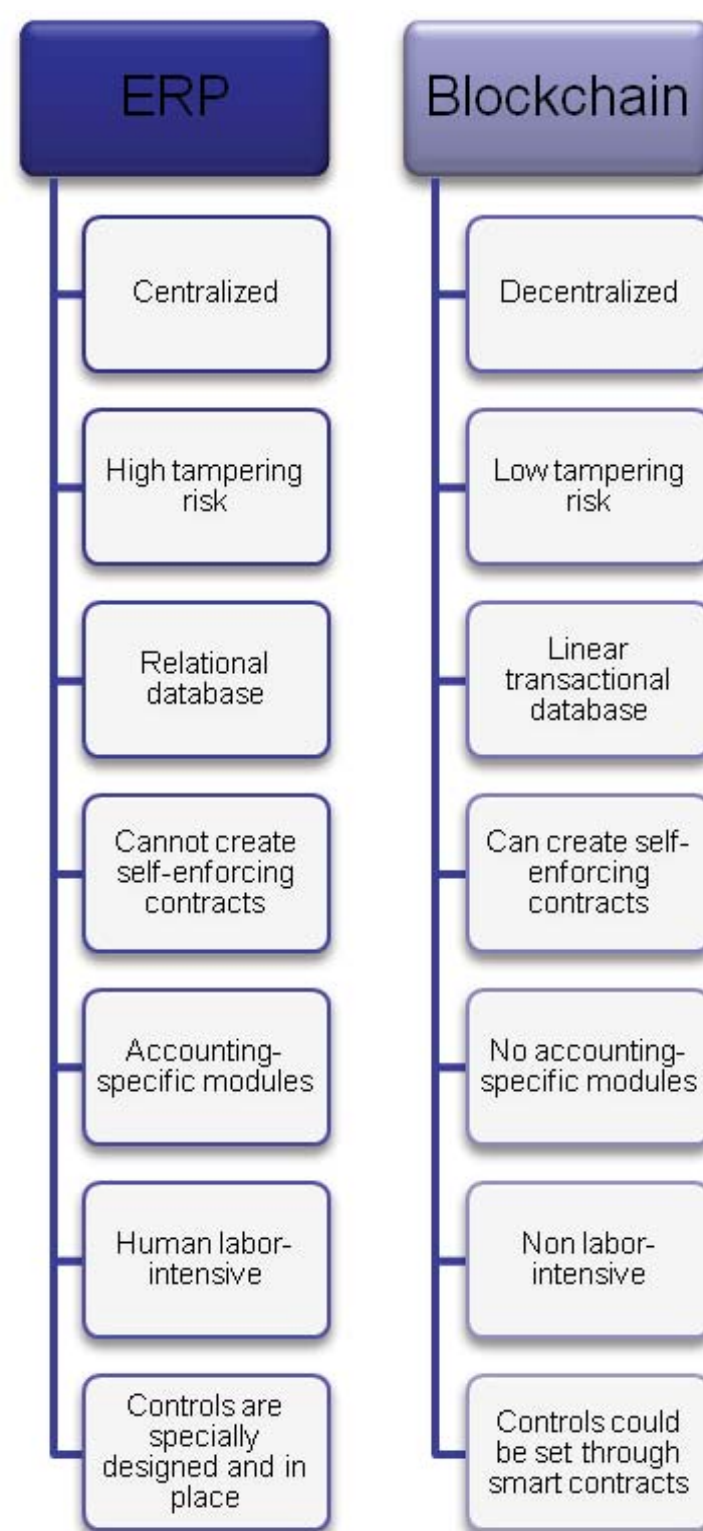 ERP
Centralized
High tampering
risk
Relational
database
Cannot create
self-enforcing
contracts
Accounting-
specific modules
Human labor-
intensive
Controls are
specially
designed and in
place
Blockchain
Decentralized
Low tampering
risk
Linear
transactional
database
Can create self-
enforcing
contracts
No accounting-
specific modules
Non labor-
intensive
Controls could
be set through
smart contracts